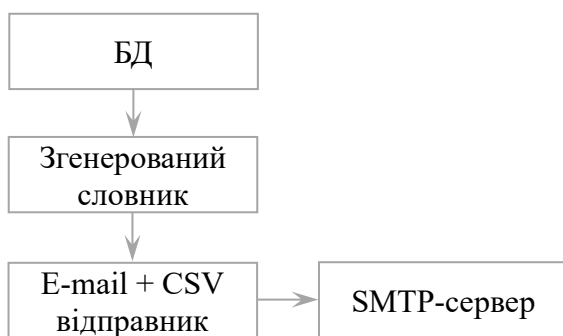 БД
Згенерований
словник
E-mail + CSV
відправник
SMTP-сервер